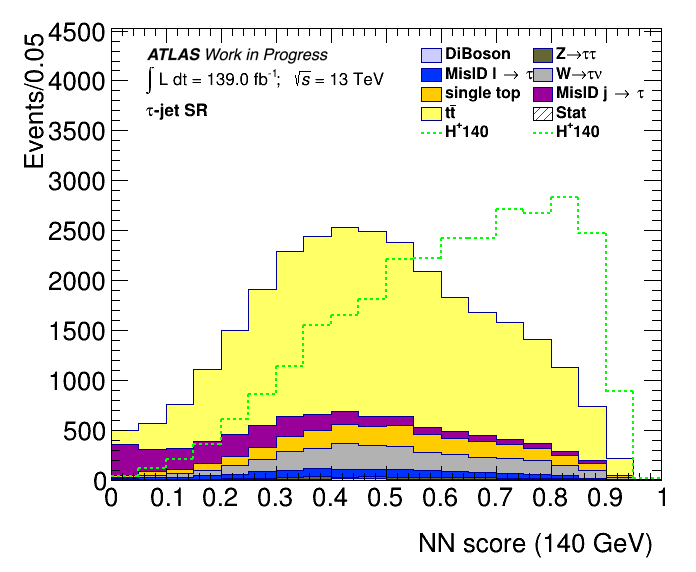 Events/0.05
4500
4000
3500
3000
2500
2000
1500
1000
500
0
ATLAS Work in Progress
∫ L dt = 139.0 fb⁻¹; √s = 13 TeV
τ-jet SR
DiBoson
Z→ττ
MisID l → τ
W→τν
single top
MisID j → τ
tt̄
Stat
H⁺140
H⁺140
0 0.1 0.2 0.3 0.4 0.5 0.6 0.7 0.8 0.9 1
NN score (140 GeV)